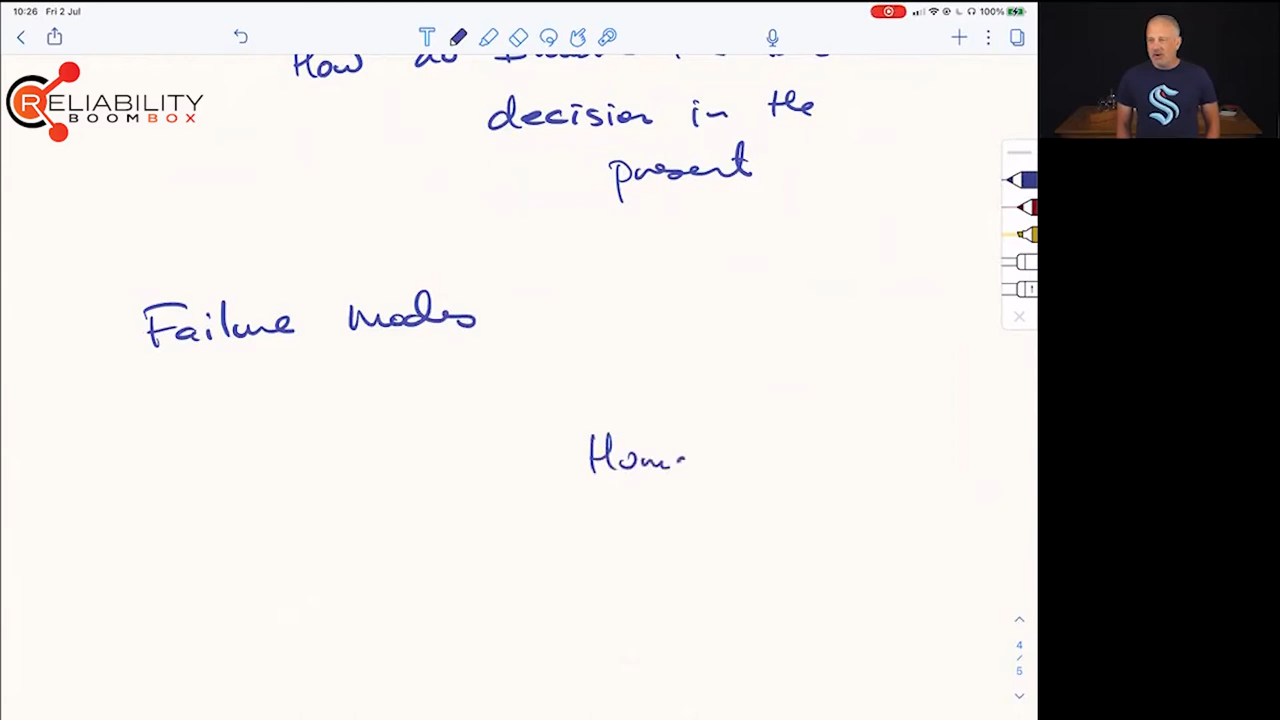 10:26 Fri 2 Jul
100%
T
How
decision in the
present
RELIABILITY
BOOMBOX
Failure modes
Hom
4
/
5